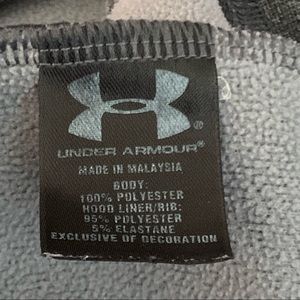 UNDER ARMOUR®
MADE IN MALAYSIA
BODY:
100% POLYESTER
HOOD LINER/RIB:
95% POLYESTER
5% ELASTANE
EXCLUSIVE OF DECORATION